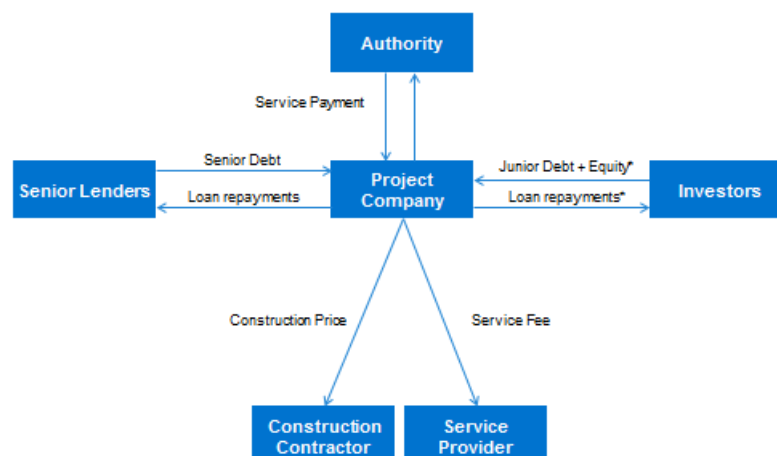 Authority
Service Payment
Senior Debt
Junior Debt + Equity*
Senior Lenders
Project
Company
Investors
Loan repayments
Loan repayments*
Construction Price
Service Fee
Construction
Contractor
Service
Provider